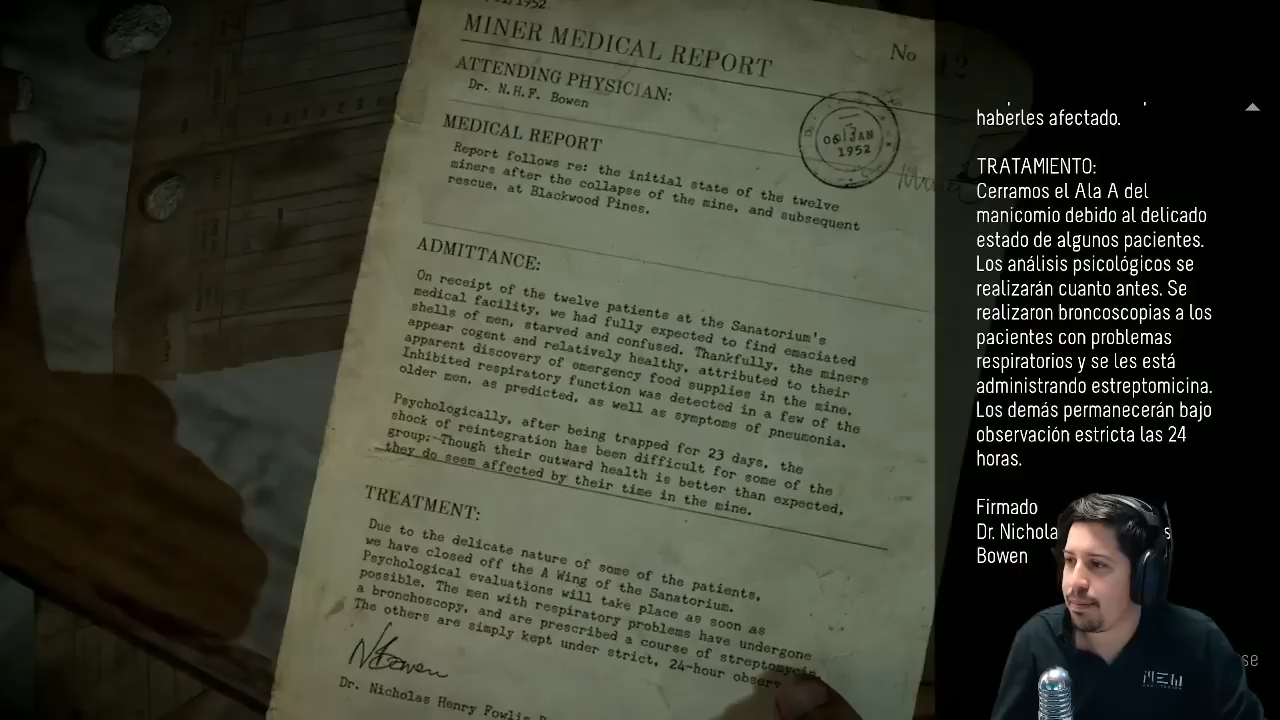 1952
MINER MEDICAL REPORT
No 12
ATTENDING PHYSICIAN:
Dr. N.H.F. Bowen
JAN
1952
MEDICAL REPORT
Report follows re: the initial state of the twelve
miners after the collapse of the mine, and subsequent
rescue, at Blackwood Pines.
ADMITTANCE:
On receipt of the twelve patients at the Sanatorium's
medical facility, we had fully expected to find emaciated
shells of men, starved and confused. Thankfully, the miners
appear cogent and relatively healthy, attributed to their
apparent discovery of emergency food supplies in the mine.
Inhibited respiratory function was detected in a few of the
older men, as predicted, as well as symptoms of pneumonia.
Psychologically, after being trapped for 23 days, the
shock of reintegration has been difficult for some of the
group. Though their outward health is better than expected,
they do seem affected by their time in the mine.
TREATMENT:
Due to the delicate nature of some of the patients,
we have closed off the A Wing of the Sanatorium.
Psychological evaluations will take place as soon as
possible. The men with respiratory problems have undergone
a bronchoscopy, and are prescribed a course of streptomycin.
The others are simply kept under strict, 24-hour observ
NBowen
Dr. Nicholas Henry Fowlis B
haberles afectado.
TRATAMIENTO:
Cerramos el Ala A del
manicomio debido al delicado
estado de algunos pacientes.
Los análisis psicológicos se
realizarán cuanto antes. Se
realizaron broncoscopias a los
pacientes con problemas
respiratorios y se les está
administrando estreptomicina.
Los demás permanecerán bajo
observación estricta las 24
horas.
Firmado
Dr. Nichola s
Bowen
se